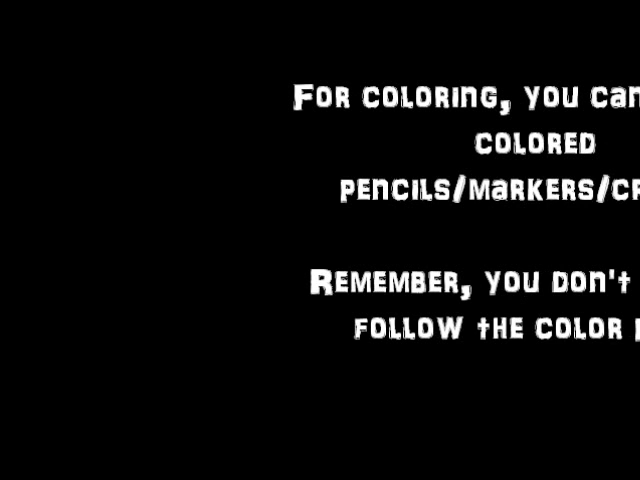 For coloring, you can
colored
pencils/markers/cr
Remember, you don't
follow the color